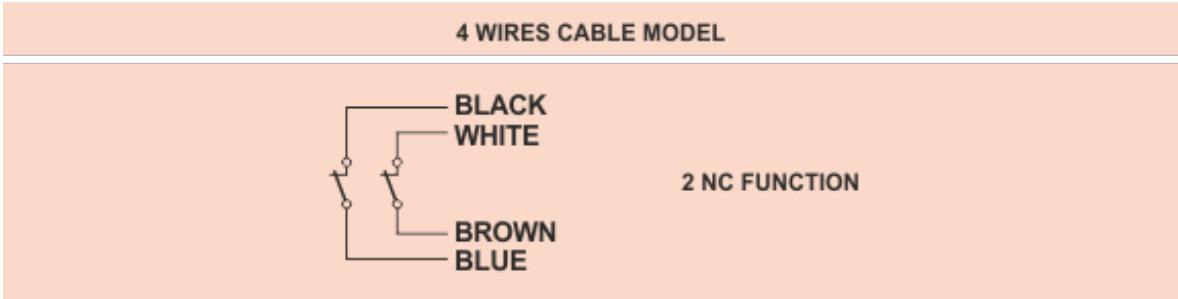 4 WIRES CABLE MODEL
BLACK
WHITE
2 NC FUNCTION
BROWN
BLUE